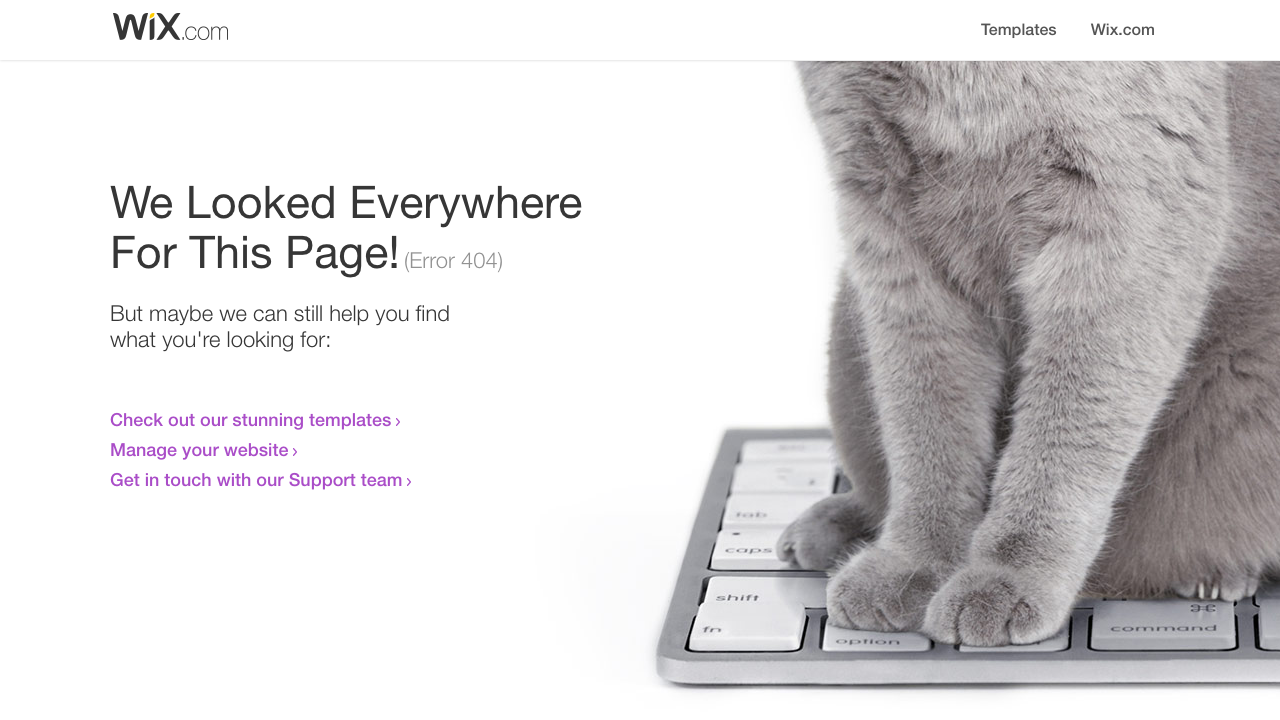 WiX.com
Templates
Wix.com
We Looked Everywhere
For This Page! (Error 404)
But maybe we can still help you find
what you're looking for:
Check out our stunning templates ›
Manage your website ›
Get in touch with our Support team ›
tab
caps
shift
fn
option
⌘
command